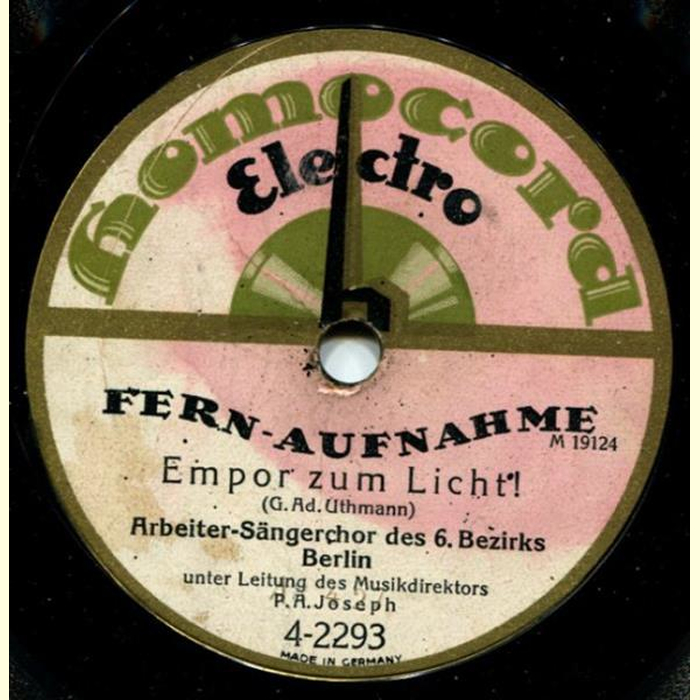 Homocord
Electro
FERN-AUFNAHME
M 19124
Empor zum Licht!
(G. Ad. Uthmann)
Arbeiter-Sängerchor des 6. Bezirks
Berlin
unter Leitung des Musikdirektors
P. A. Joseph
4-2293
MADE IN GERMANY